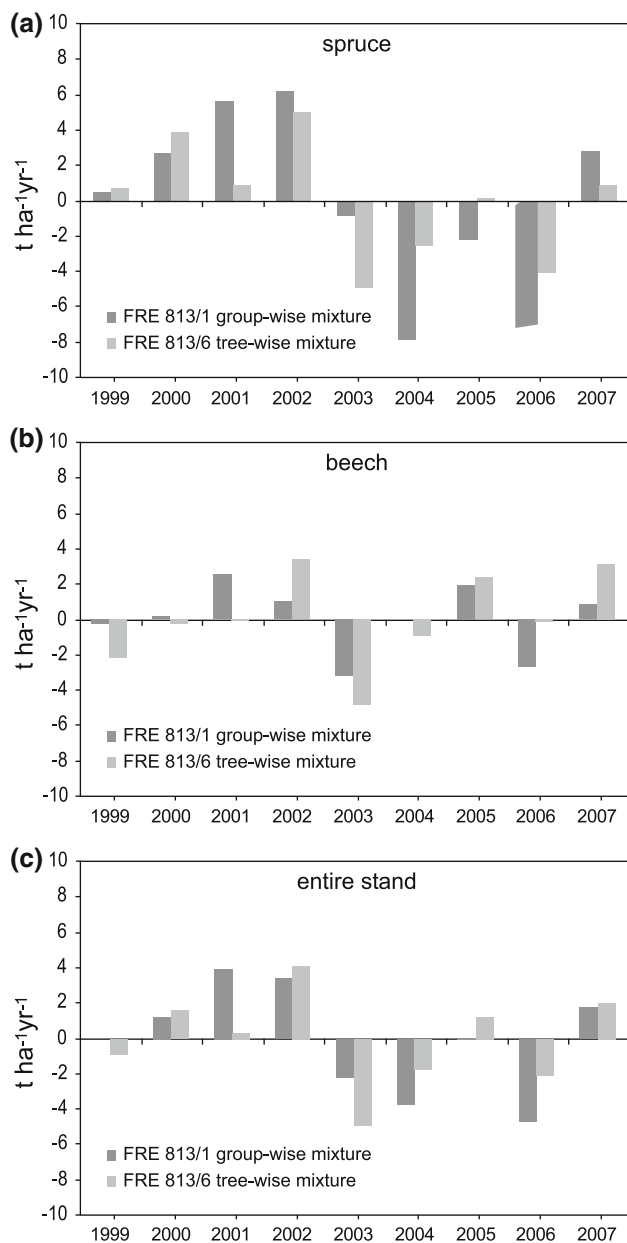 (a)
spruce
10
8
6
4
2
0
-2
-4
-6
-8
-10
t ha-1yr-1
FRE 813/1 group-wise mixture
FRE 813/6 tree-wise mixture
1999 2000 2001 2002 2003 2004 2005 2006 2007
(b)
beech
10
8
6
4
2
0
-2
-4
-6
-8
-10
t ha-1yr-1
FRE 813/1 group-wise mixture
FRE 813/6 tree-wise mixture
1999 2000 2001 2002 2003 2004 2005 2006 2007
(c)
entire stand
10
8
6
4
2
0
-2
-4
-6
-8
-10
t ha-1yr-1
FRE 813/1 group-wise mixture
FRE 813/6 tree-wise mixture
1999 2000 2001 2002 2003 2004 2005 2006 2007